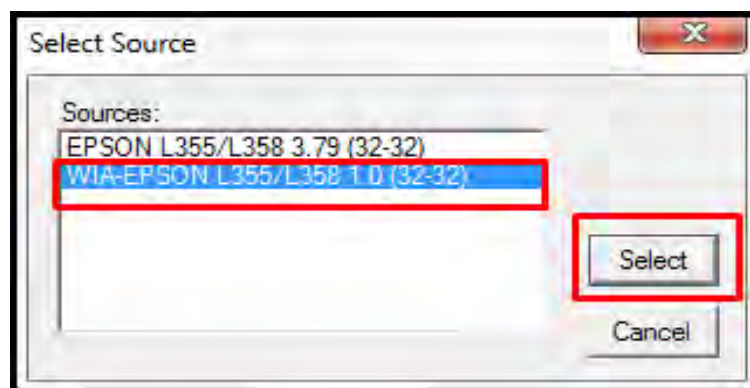 Select Source
Sources:
EPSON L355/L358 3.79 (32-32)
WIA-EPSON L355/L358 1.0 (32-32)
Select
Cancel